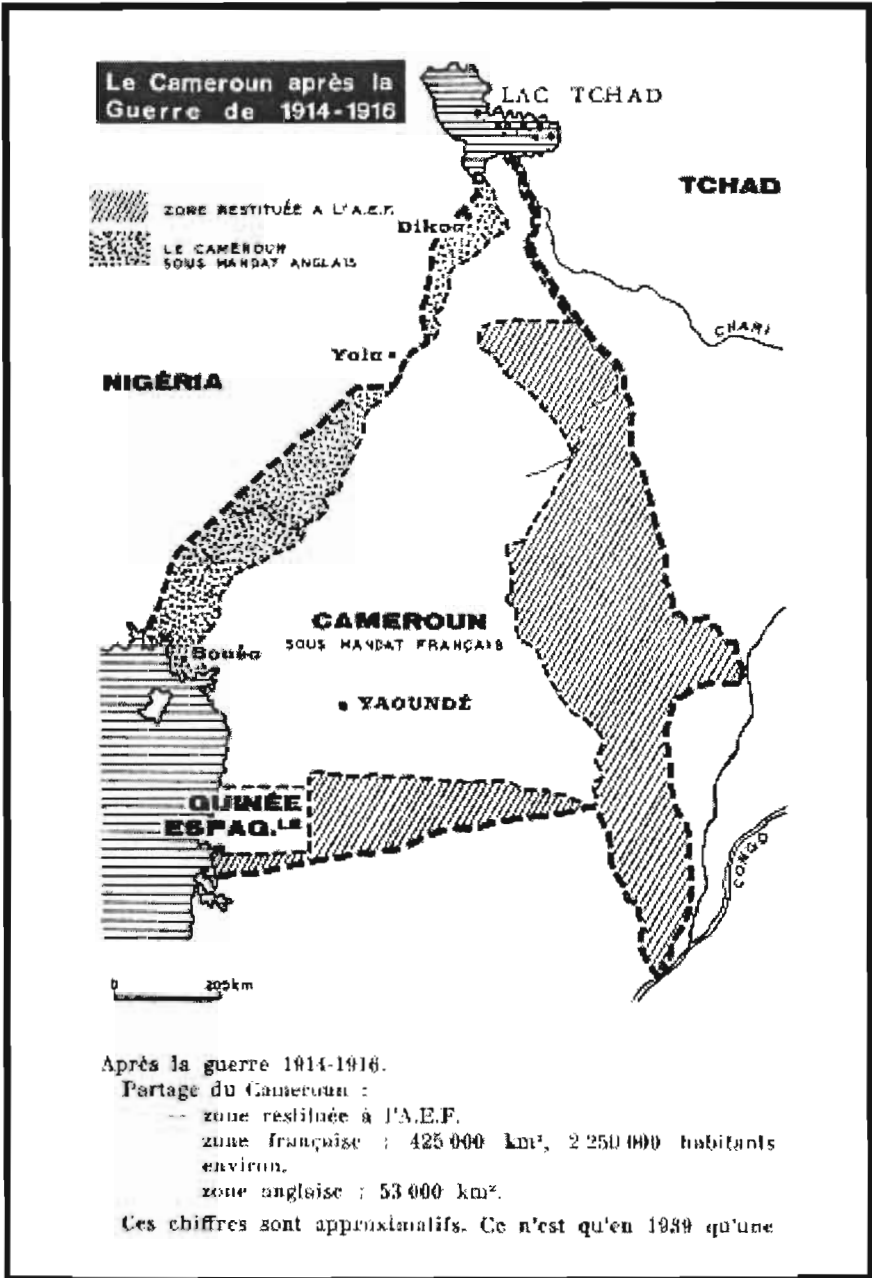 Le Cameroun après la
Guerre de 1914-1916
LAC TCHAD
TCHAD
ZONE RESTITUÉE A L'A.E.F.
LE CAMEROUN
SOUS MANDAT ANGLAIS
Dikoa
CHARI
Yola
NIGÉRIA
CAMEROUN
SOUS MANDAT FRANÇAIS
Bouéa
YAOUNDÉ
GUINÉE
ESPAG.LE
CONGO
0 205km
Après la guerre 1914-1916.
Partage du Cameroun :
— zone restituée à l'A.E.F.
zone française : 425 000 km², 2 250 000 habitants
environ.
zone anglaise : 53 000 km².
Ces chiffres sont approximatifs. Ce n'est qu'en 1939 qu'une